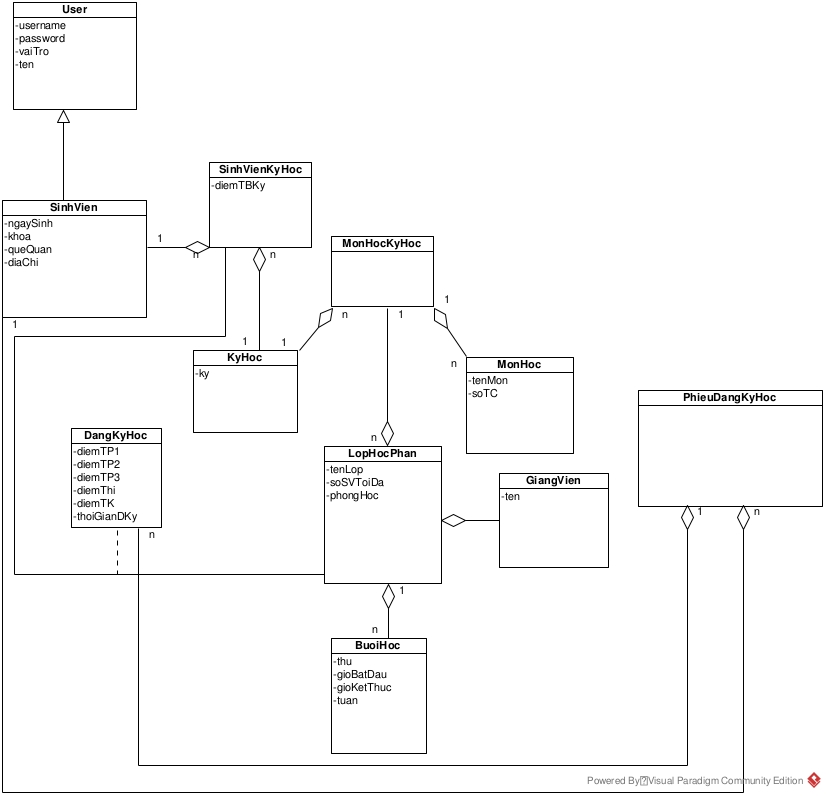 User
-username
-password
-vaiTro
-ten
SinhVienKyHoc
-diemTBKy
SinhVien
-ngaySinh
-khoa
-queQuan
-diaChi
1
n
n
1
MonHocKyHoc
n
1
1
1
1
n
KyHoc
-ky
MonHoc
-tenMon
-soTC
PhieuDangKyHoc
1
n
DangKyHoc
-diemTP1
-diemTP2
-diemTP3
-diemThi
-diemTK
-thoiGianDKy
n
n
LopHocPhan
-tenLop
-soSVToiDa
-phongHoc
GiangVien
-ten
1
n
BuoiHoc
-thu
-gioBatDau
-gioKetThuc
-tuan
Powered By Visual Paradigm Community Edition